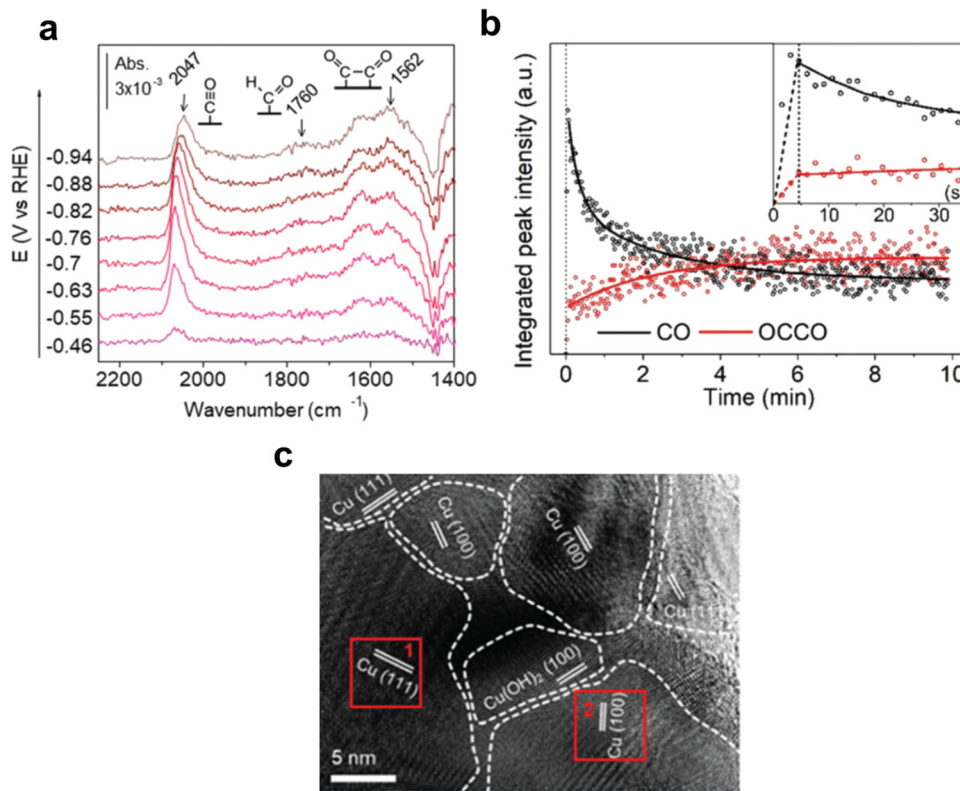 a
Abs.
3x10⁻³
2047
C≡O
H
C
O
1760
O
C—C
O
1562
-0.94
-0.88
-0.82
-0.76
-0.7
-0.63
-0.55
-0.46
E (V vs RHE)
2200 2000 1800 1600 1400
Wavenumber (cm⁻¹)
b
Integrated peak intensity (a.u.)
0 10 20 30
(s
CO OCCO
0 2 4 6 8 10
Time (min)
c
Cu (111)
Cu (100)
Cu (100)
Cu (111)
1
Cu (111)
Cu(OH)₂ (100)
2
Cu (100)
5 nm